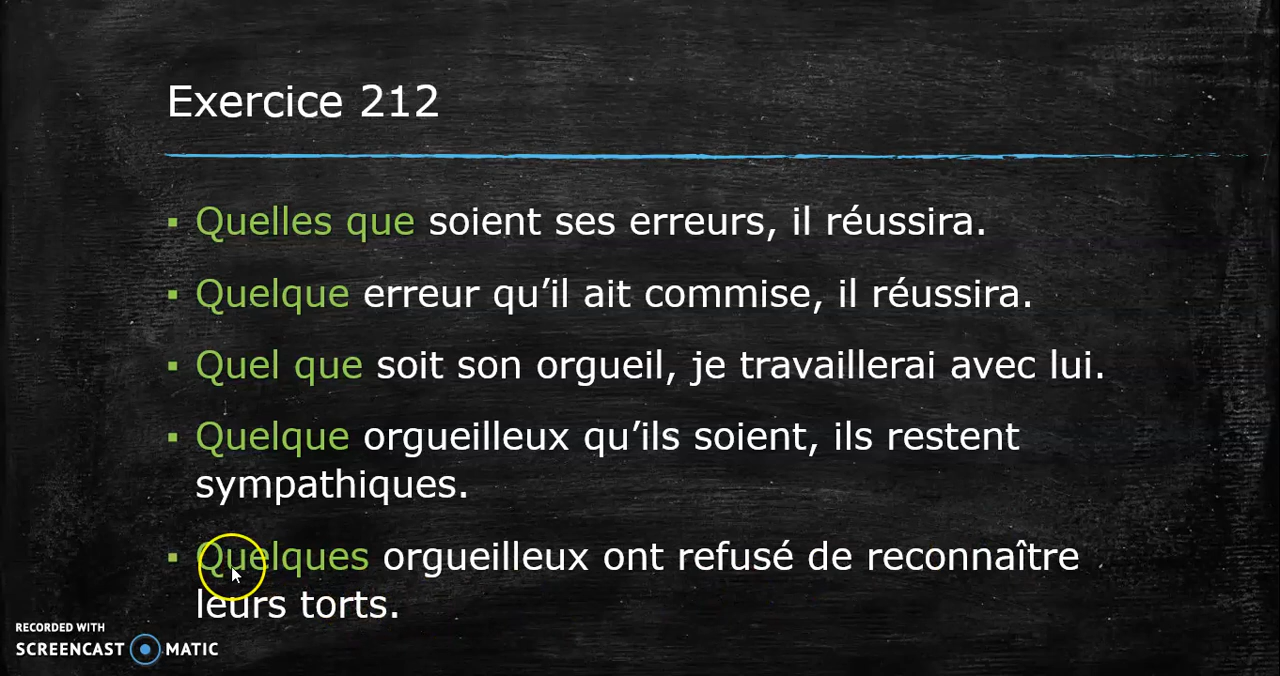 Exercice 212
▪ Quelles que soient ses erreurs, il réussira.
▪ Quelque erreur qu’il ait commise, il réussira.
▪ Quel que soit son orgueil, je travaillerai avec lui.
▪ Quelque orgueilleux qu’ils soient, ils restent
sympathiques.
▪ Quelques orgueilleux ont refusé de reconnaître
leurs torts.
RECORDED WITH
SCREENCAST MATIC